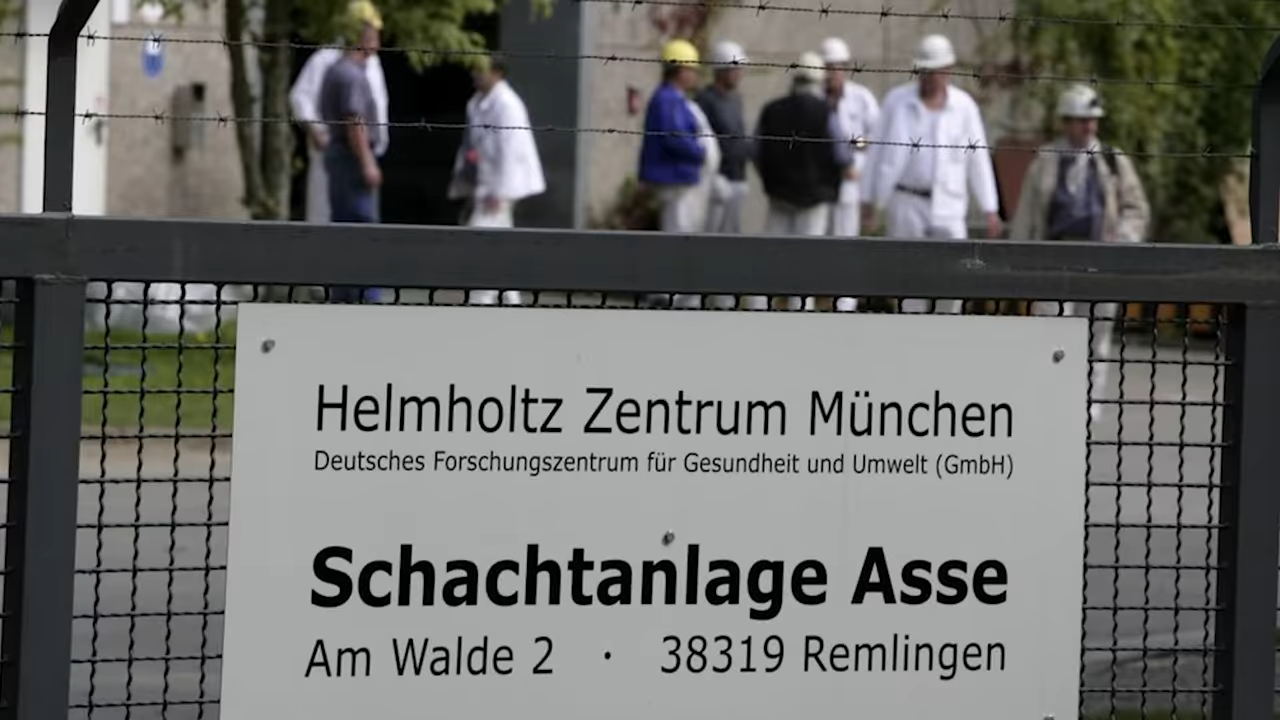 Helmholtz Zentrum München
Deutsches Forschungszentrum für Gesundheit und Umwelt (GmbH)
Schachtanlage Asse
Am Walde 2 · 38319 Remlingen